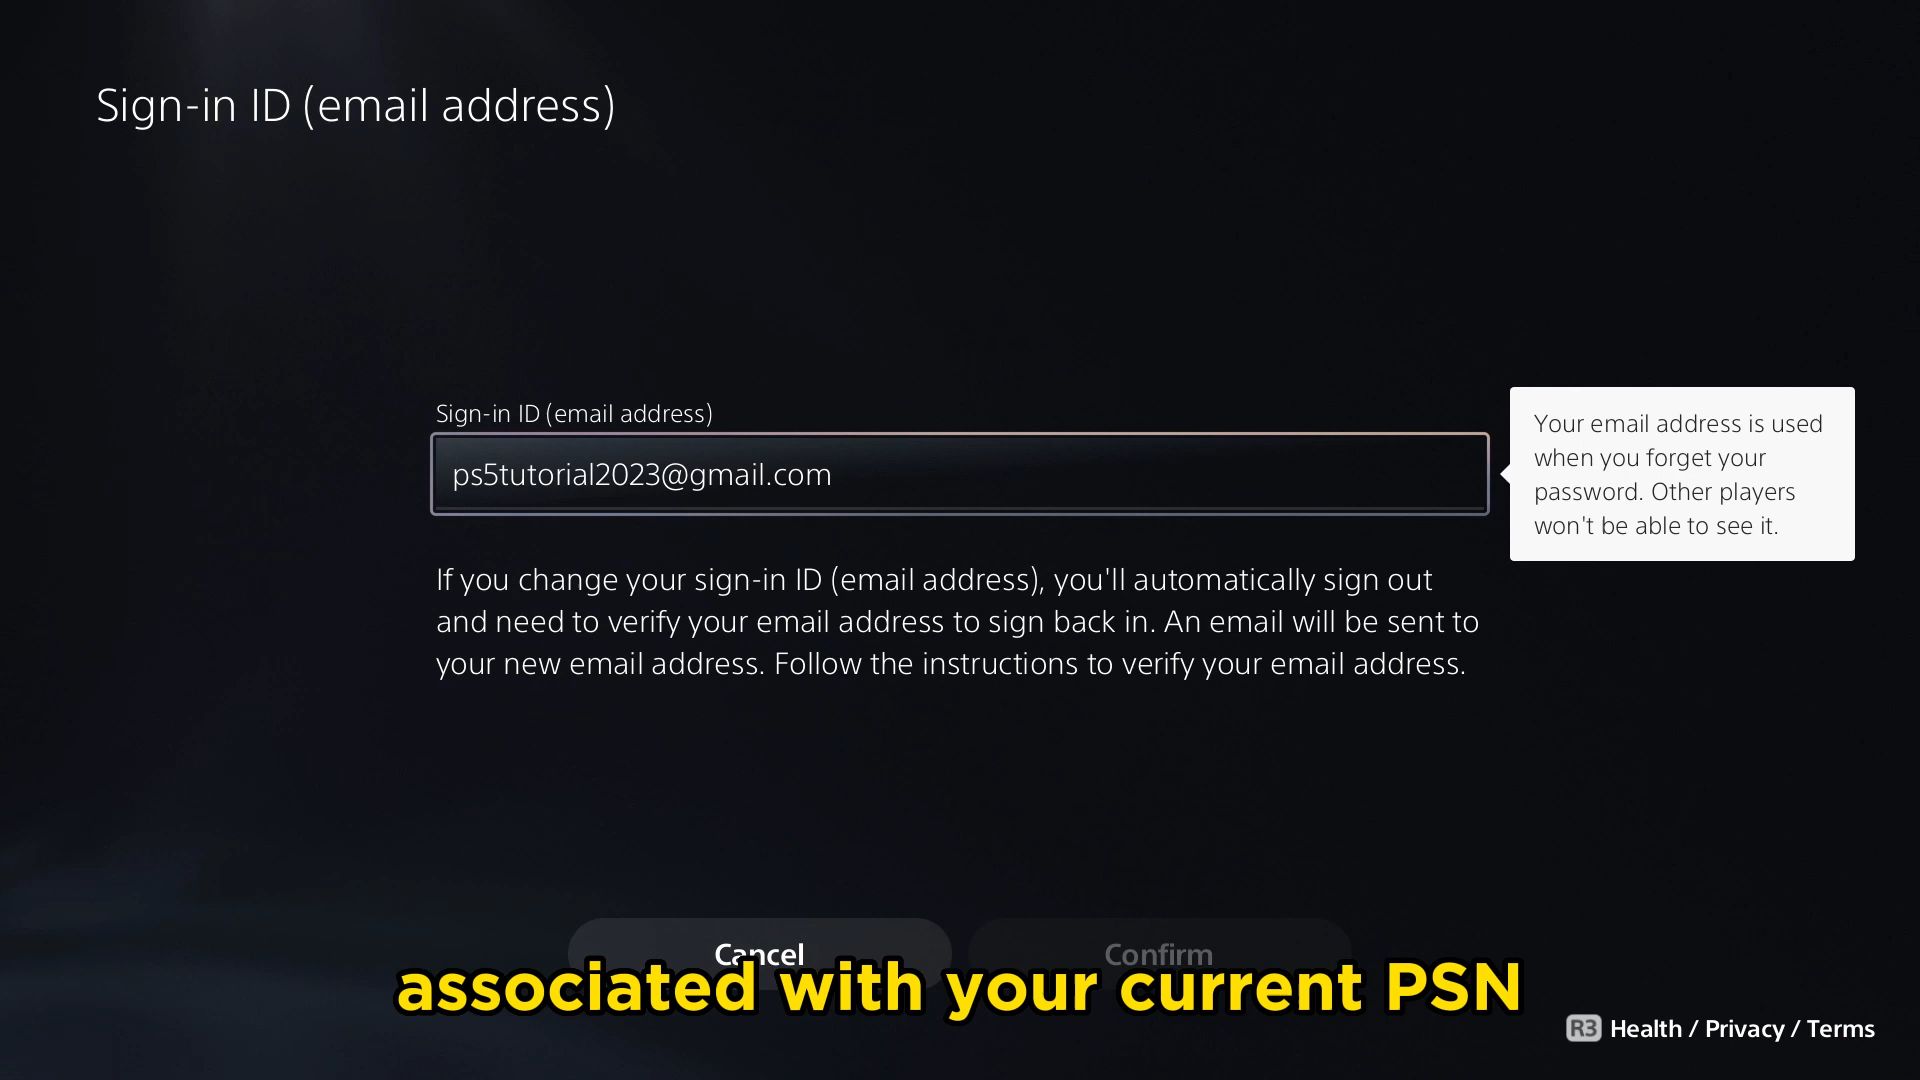 Sign-in ID (email address)
Sign-in ID (email address)
ps5tutorial2023@gmail.com
Your email address is used
when you forget your
password. Other players
won't be able to see it.
If you change your sign-in ID (email address), you'll automatically sign out
and need to verify your email address to sign back in. An email will be sent to
your new email address. Follow the instructions to verify your email address.
Cancel
Confirm
associated with your current PSN
R3 Health / Privacy / Terms